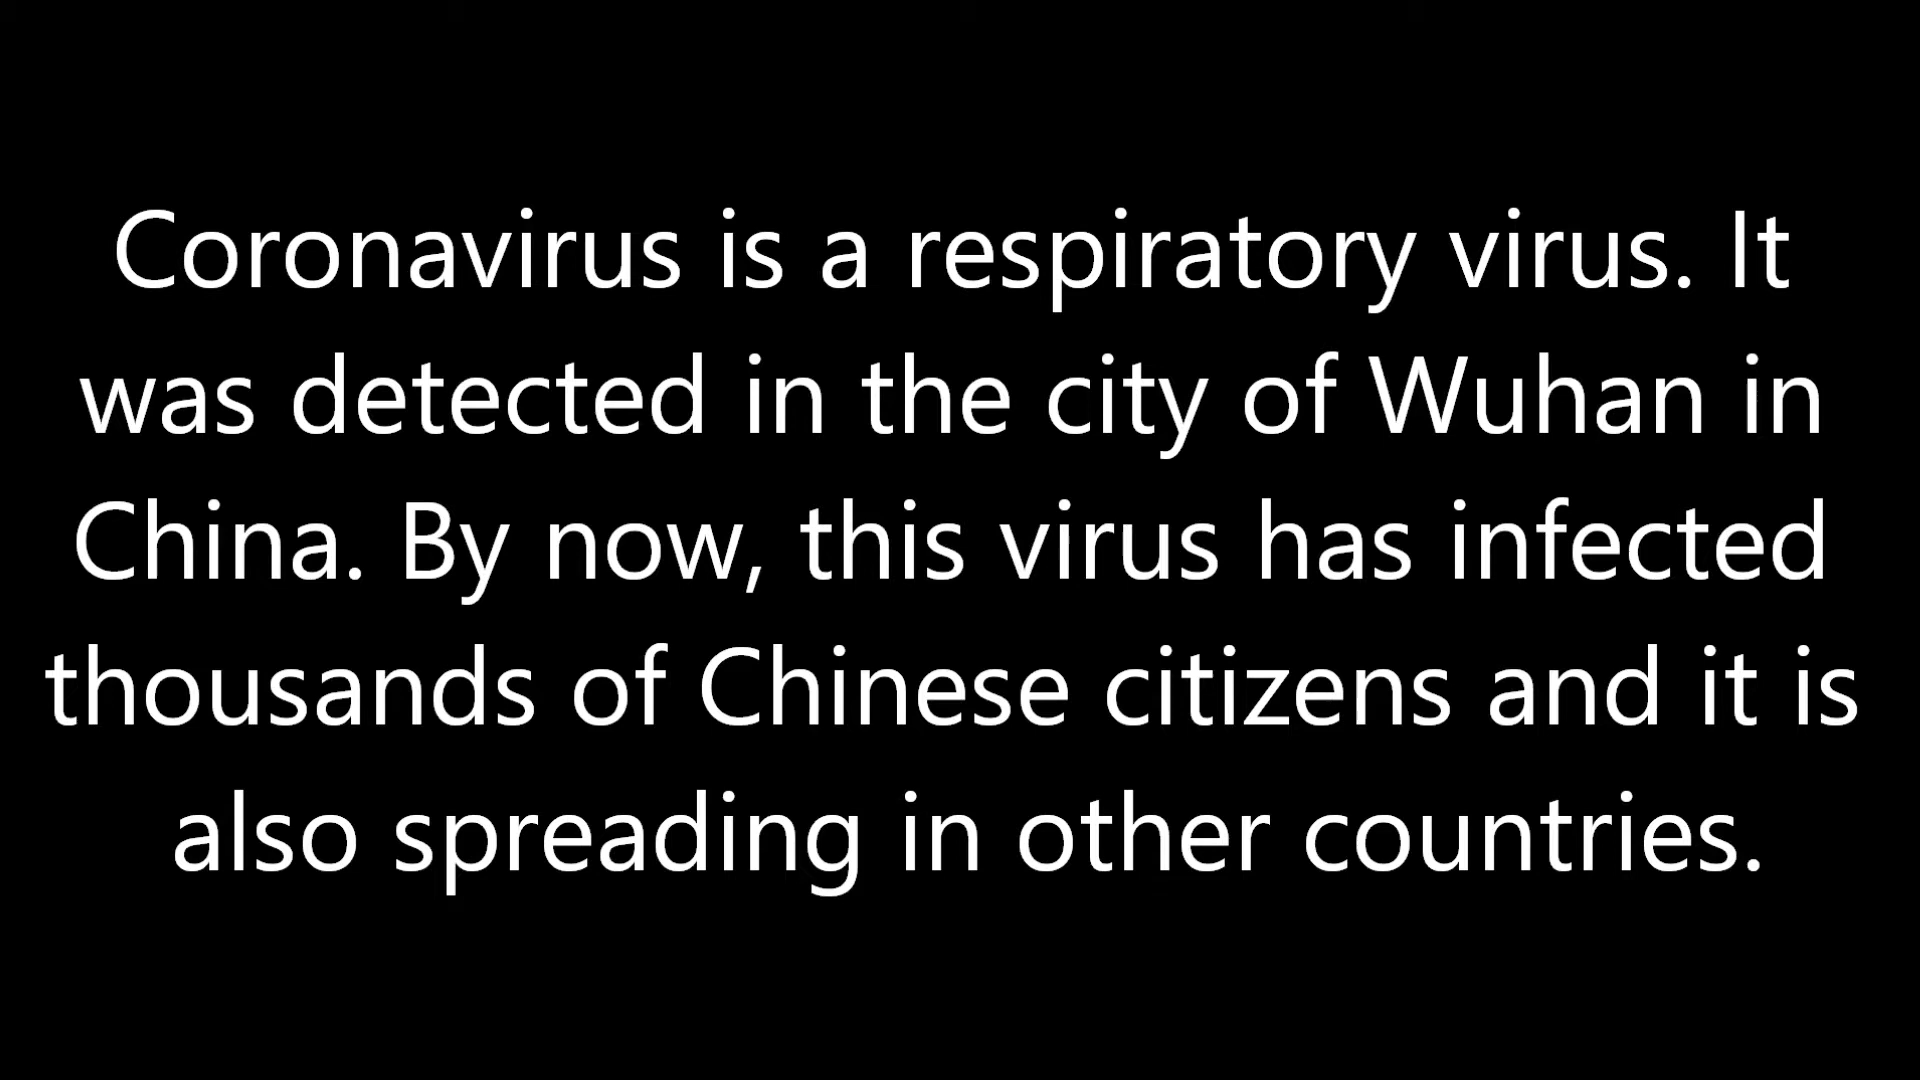 Coronavirus is a respiratory virus. It
was detected in the city of Wuhan in
China. By now, this virus has infected
thousands of Chinese citizens and it is
also spreading in other countries.